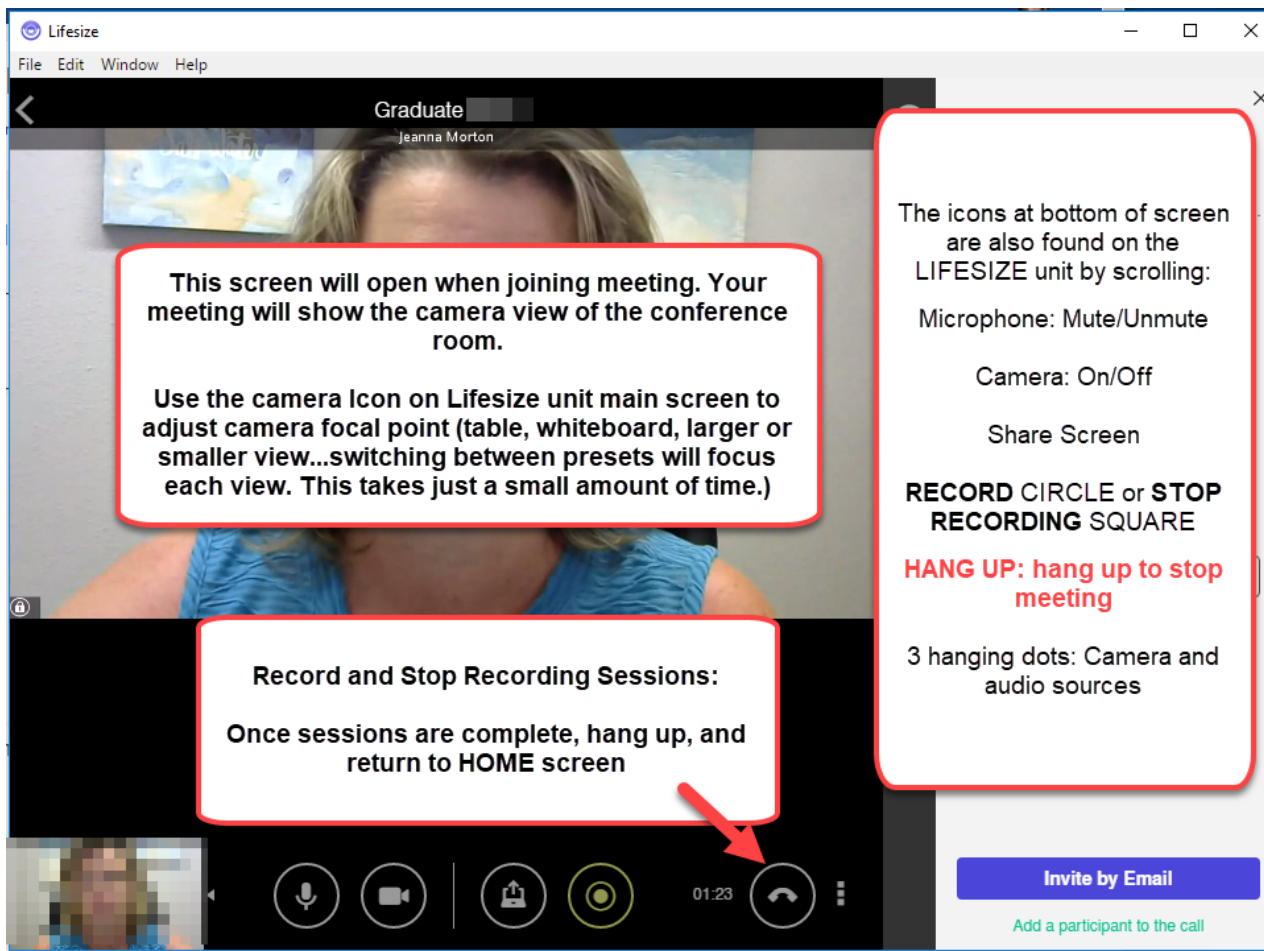 Lifesize
File Edit Window Help
Graduate
Jeanna Morton
This screen will open when joining meeting. Your
meeting will show the camera view of the conference
room.
Use the camera Icon on Lifesize unit main screen to
adjust camera focal point (table, whiteboard, larger or
smaller view...switching between presets will focus
each view. This takes just a small amount of time.)
The icons at bottom of screen
are also found on the
LIFESIZE unit by scrolling:
Microphone: Mute/Unmute
Camera: On/Off
Share Screen
RECORD CIRCLE or STOP
RECORDING SQUARE
HANG UP: hang up to stop
meeting
3 hanging dots: Camera and
audio sources
Record and Stop Recording Sessions:
Once sessions are complete, hang up, and
return to HOME screen
01:23
Invite by Email
Add a participant to the call